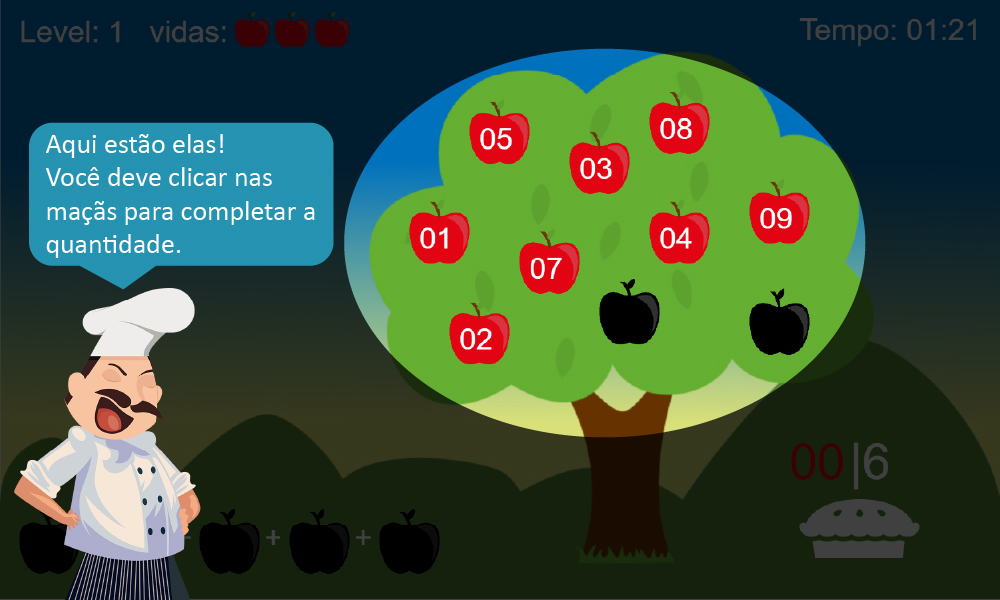 Level: 1 vidas:
Tempo: 01:21
Aqui estão elas!
Você deve clicar nas
maçãs para completar a
quantidade.
05
08
03
01
04
09
07
02
00|6
+ +